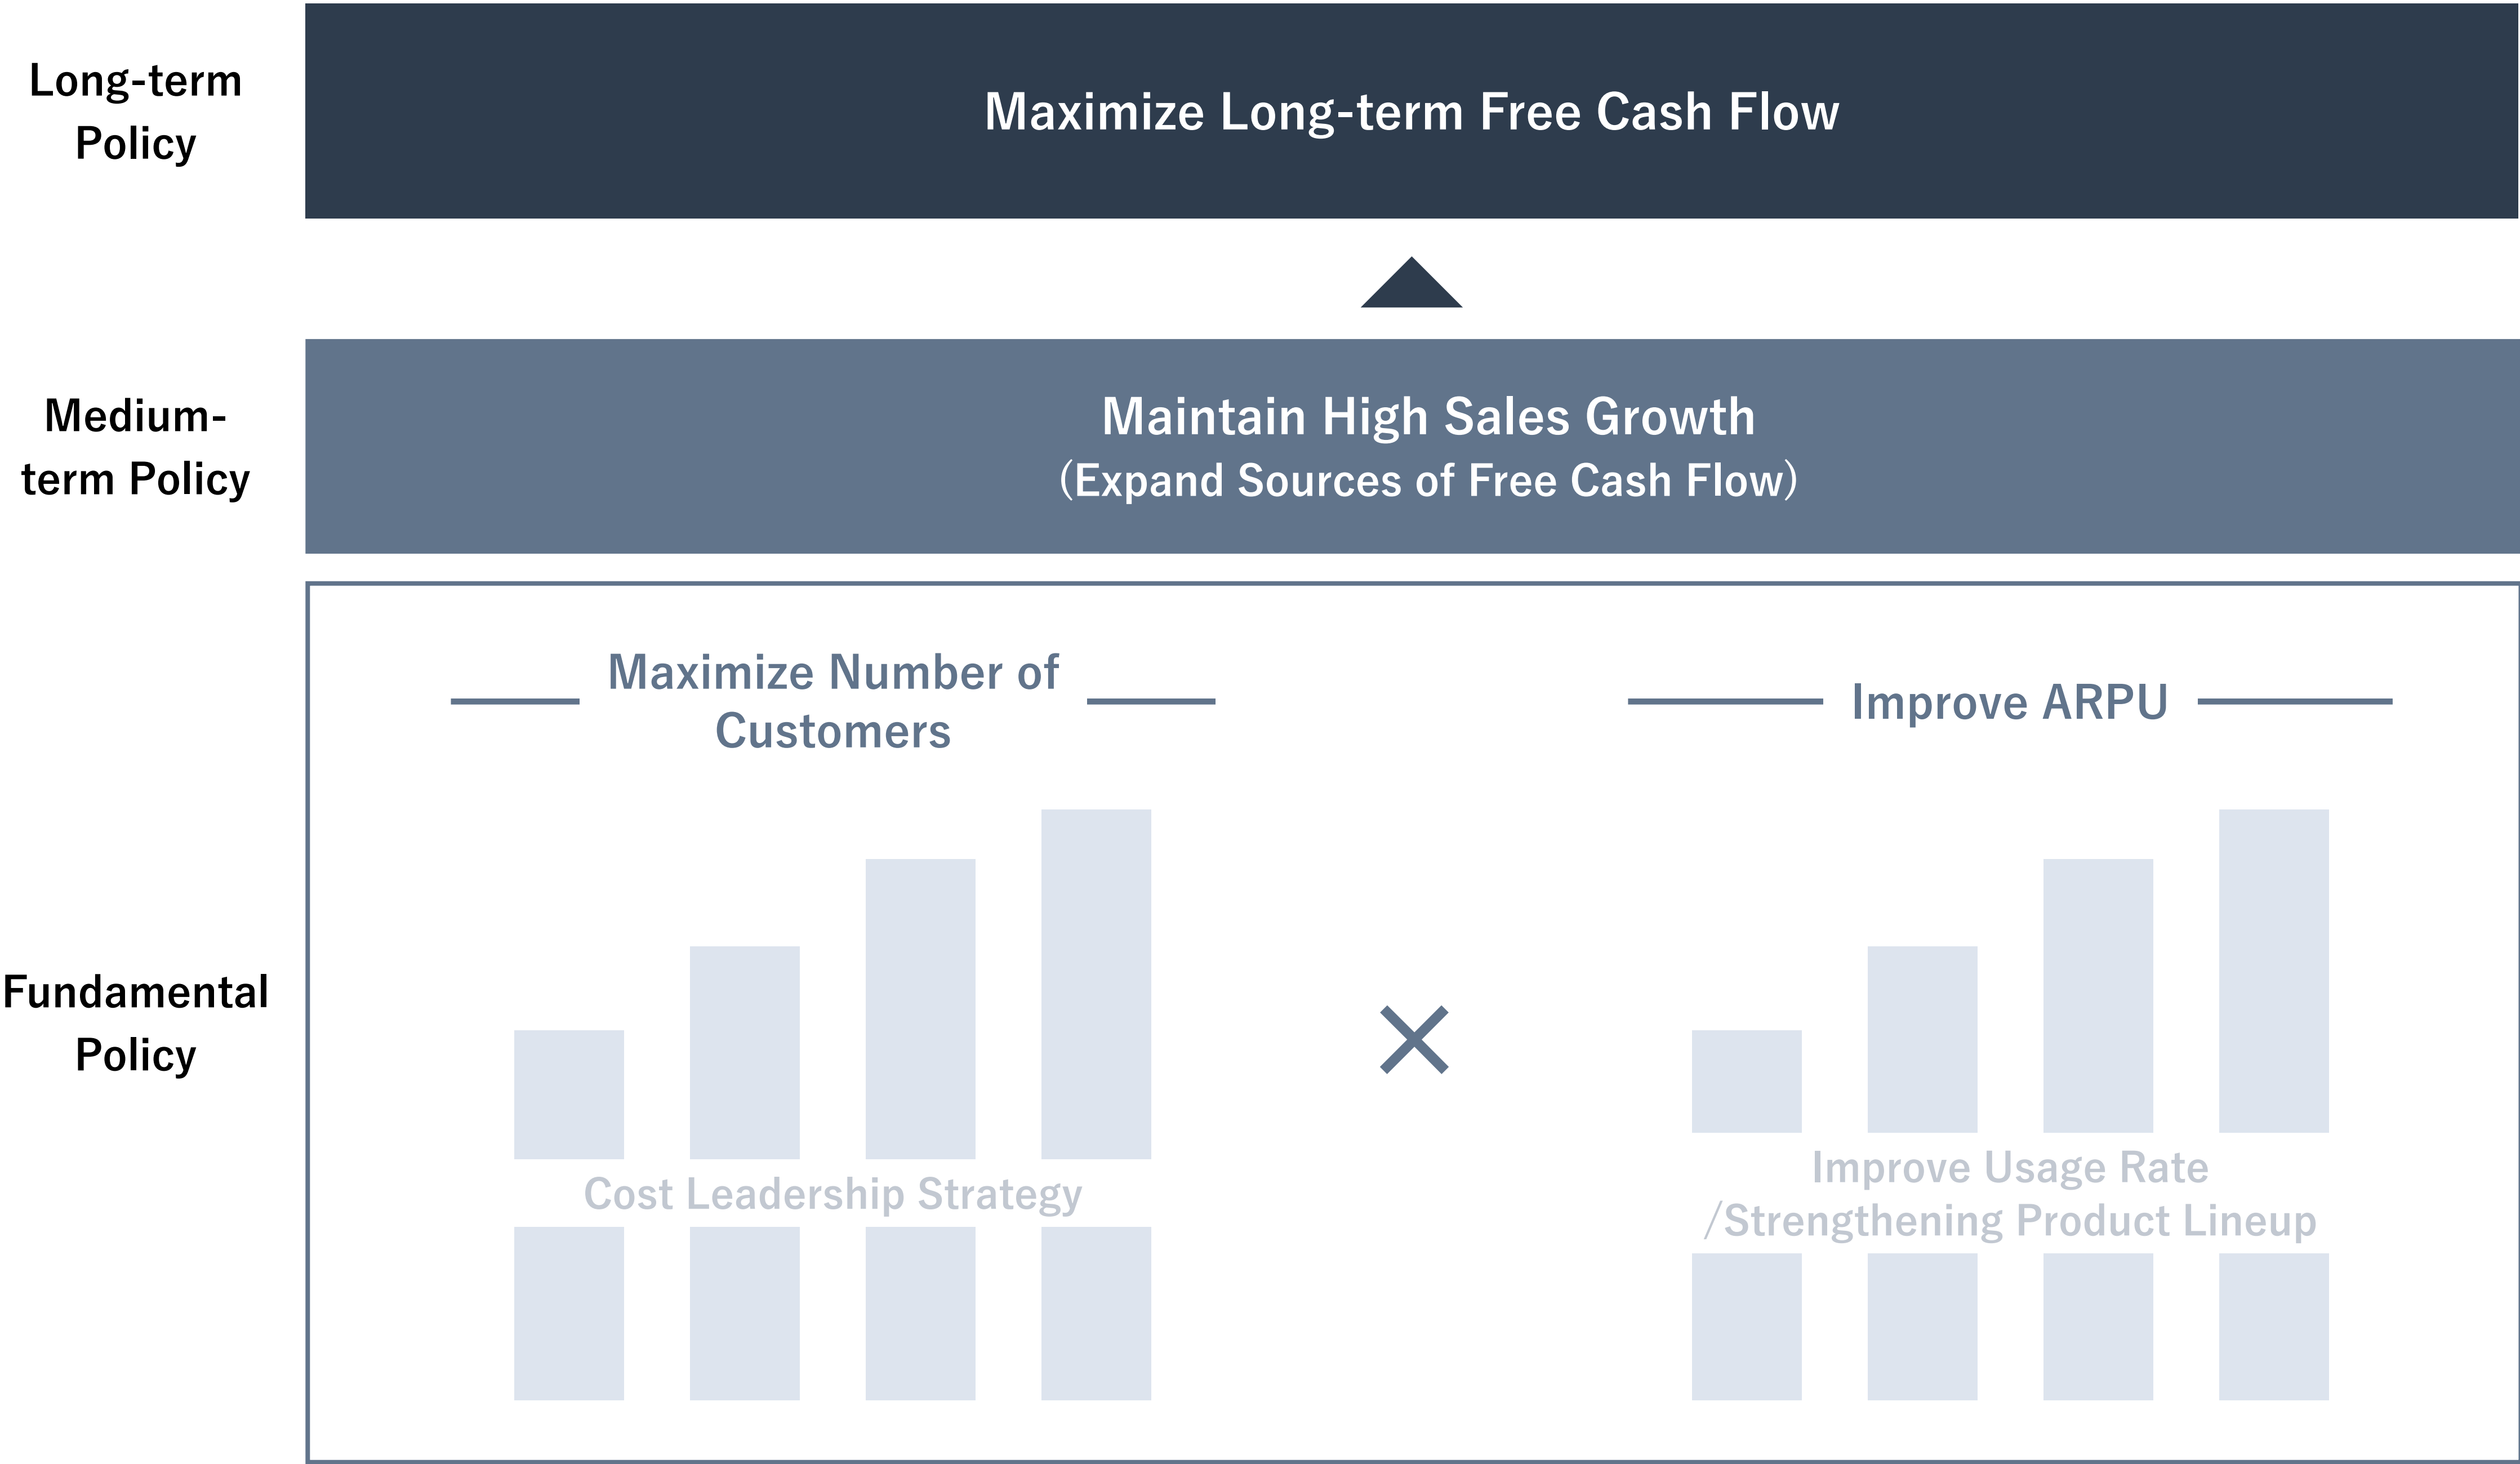 Long-term
Policy
Maximize Long-term Free Cash Flow
Medium-
term Policy
Maintain High Sales Growth
(Expand Sources of Free Cash Flow)
Fundamental
Policy
Maximize Number of
Customers
Cost Leadership Strategy
×
Improve ARPU
Improve Usage Rate
/Strengthening Product Lineup